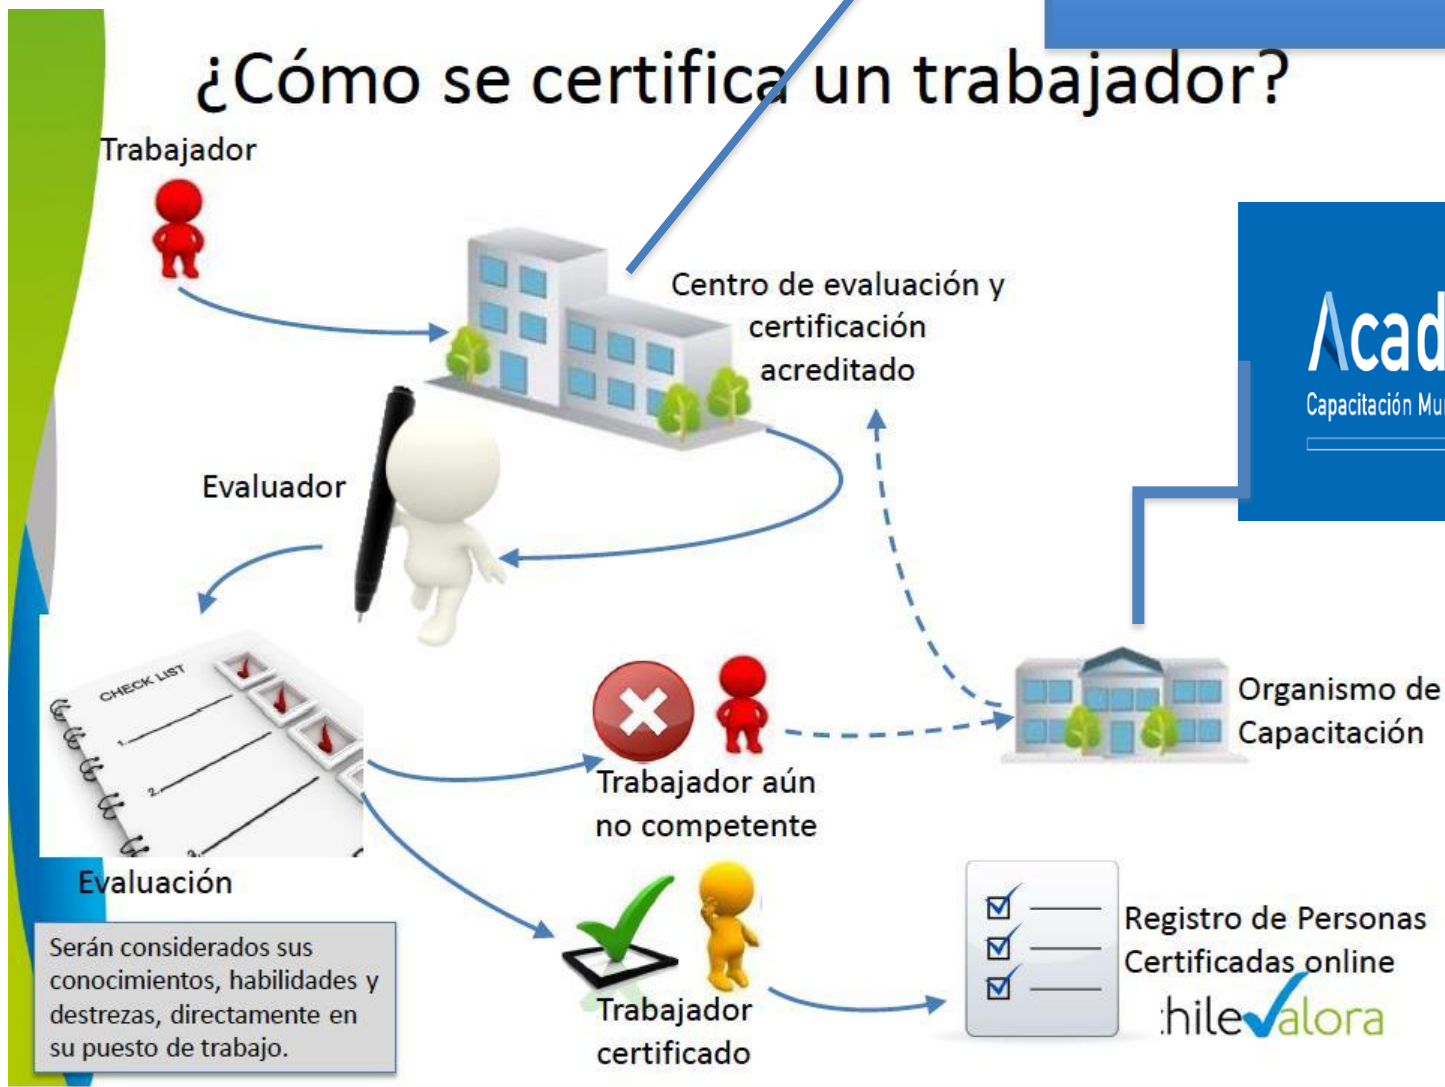 ¿Cómo se certifica un trabajador?
Trabajador
Centro de evaluación y
certificación
acreditado
Acad
Capacitación Mu
Evaluador
CHECK LIST
1.
2.
3.
Evaluación
Serán considerados sus
conocimientos, habilidades y
destrezas, directamente en
su puesto de trabajo.
Trabajador aún
no competente
Organismo de
Capacitación
Trabajador
certificado
Registro de Personas
Certificadas online
hilevalora